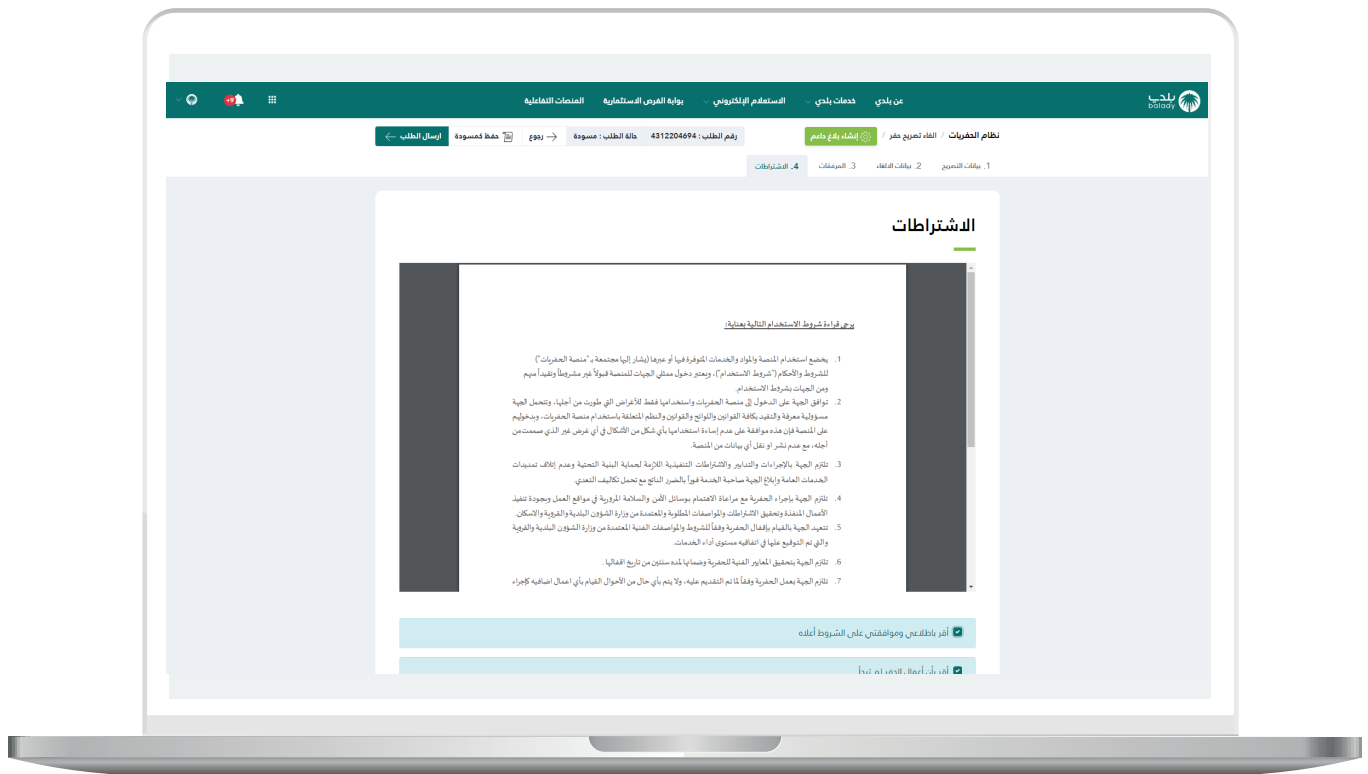 بلدي
balady
عن بلدي
خدمات بلدي
الاستعلام الإلكتروني
بوابة الفرص الاستثمارية
المنصات التفاعلية
9+
نظام الحفريات / الغاء تصريح حفر /
إنشاء بلاغ داعم
رقم الطلب : 4312204694
حالة الطلب : مسودة
رجوع
حفظ كمسودة
ارسال الطلب
1. بيانات التصريح
2. بيانات الالغاء
3. المرفقات
4. الاشتراطات
الاشتراطات
يرجى قراءة شروط الاستخدام التالية بعناية:
1. يخضع استخدام المنصة والمواد والخدمات المتوفرة فيها أو عبرها (يشار إليها مجتمعة بـ "منصة الحفريات")
للشروط والأحكام ("شروط الاستخدام")، ويعتبر دخول ممثلي الجهات للمنصة قبولاً غير مشروطاً وتقيداً منهم
ومن الجهات بشروط الاستخدام.
2. توافق الجهة على الدخول إلى منصة الحفريات واستخدامها فقط للأغراض التي طورت من أجلها، وتتحمل الجهة
مسؤولية معرفة والتقيد بكافة القوانين واللوائح والقوانين والنظم المتعلقة باستخدام منصة الحفريات، وبدخولهم
على المنصة فإن هذه موافقة على عدم إساءة استخدامها بأي شكل من الأشكال في أي غرض غير الذي صممت من
أجله، مع عدم نشر او نقل أي بيانات من المنصة.
3. تلتزم الجهة بالإجراءات والتدابير والاشتراطات التنفيذية اللازمة لحماية البنية التحتية وعدم إتلاف تمديدات
الخدمات العامة وإبلاغ الجهة صاحبة الخدمة فوراً بالضرر الناتج مع تحمل تكاليف التعدي.
4. تلتزم الجهة بإجراء الحفرية مع مراعاة الاهتمام بوسائل الأمن والسلامة المرورية في مواقع العمل وبجودة تنفيذ
الأعمال المنفذة وتحقيق الاشتراطات والمواصفات المطلوبة والمعتمدة من وزارة الشؤون البلدية والقروية والاسكان.
5. تتعهد الجهة بالقيام بإقفال الحفرية وفقاً للشروط والمواصفات الفنية المعتمدة من وزارة الشؤون البلدية والقروية
والتي تم التوقيع عليها في اتفاقيه مستوى أداء الخدمات.
6. تلتزم الجهة بتحقيق المعايير الفنية للحفرية وضمانها لمده سنتين من تاريخ اقفالها.
7. تلتزم الجهة بعمل الحفرية وفقاً لما تم التقديم عليه، ولا يتم بأي حال من الأحوال القيام بأي اعمال اضافيه كإجراء
أقر باطلاعي وموافقتي على الشروط أعلاه
أقر بأن أعمال الحفر لم تبدأ